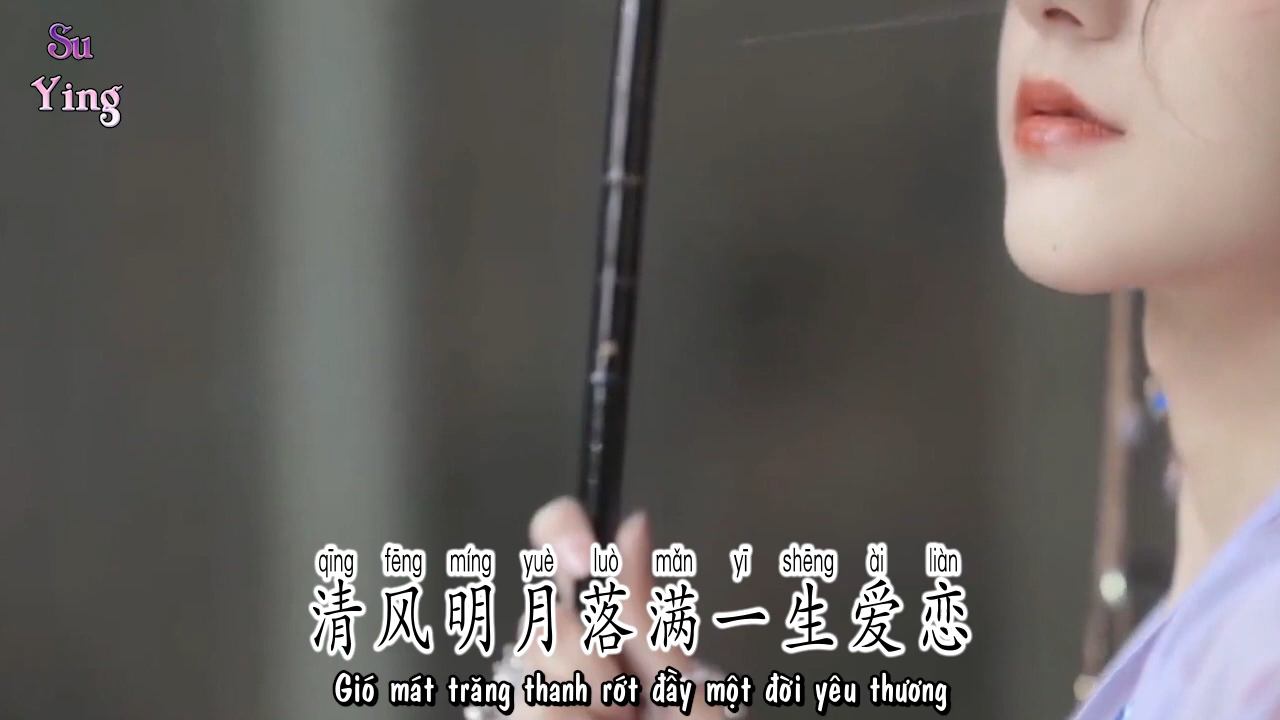 Su
Ying
qīng fēng míng yuè luò mǎn yī shēng ài liàn
清风明月落满一生爱恋
Gió mát trăng thanh rớt đầy một đời yêu thương